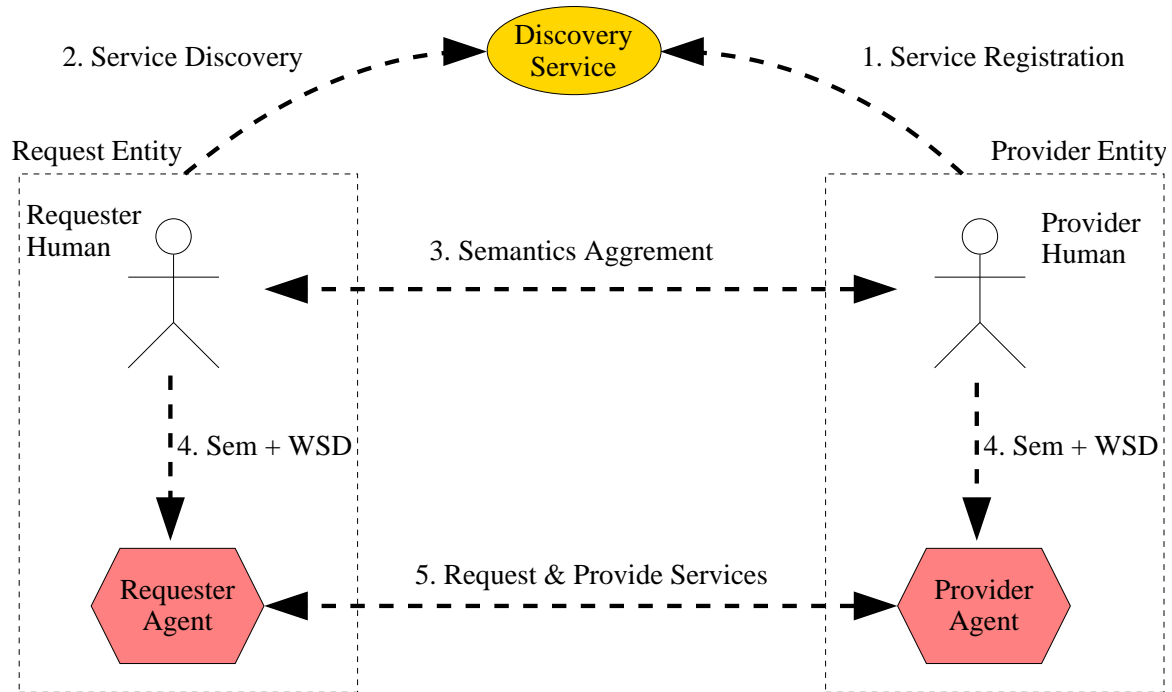 2. Service Discovery
Discovery
Service
1. Service Registration
Request Entity
Provider Entity
Requester
Human
Provider
Human
3. Semantics Aggrement
4. Sem + WSD
4. Sem + WSD
Requester
Agent
5. Request & Provide Services
Provider
Agent